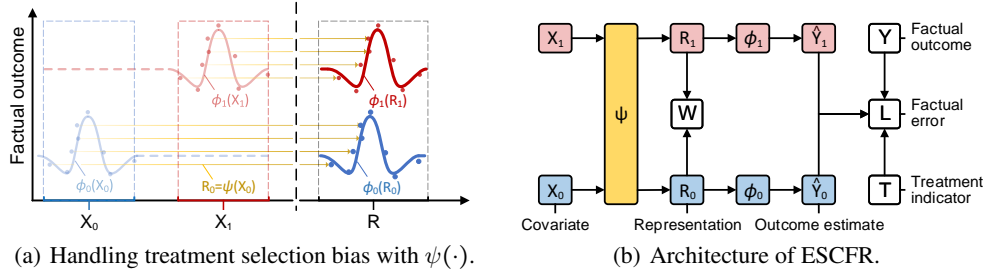 Factual outcome
ϕ₁(X₁)
ϕ₁(R₁)
ϕ₀(X₀)
R₀=ψ(X₀)
ϕ₀(R₀)
X₀
X₁
R
(a) Handling treatment selection bias with ψ(·).
X₁
R₁
ϕ₁
Ŷ₁
Y
Factual
outcome
ψ
W
L
Factual
error
X₀
R₀
ϕ₀
Ŷ₀
T
Treatment
indicator
Covariate
Representation
Outcome estimate
(b) Architecture of ESCFR.